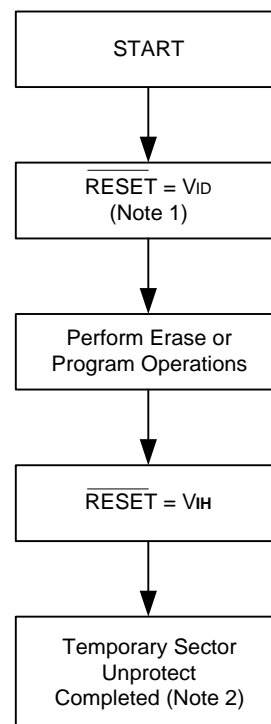 START
RESET = VID
(Note 1)
Perform Erase or
Program Operations
RESET = VIH
Temporary Sector
Unprotect
Completed (Note 2)